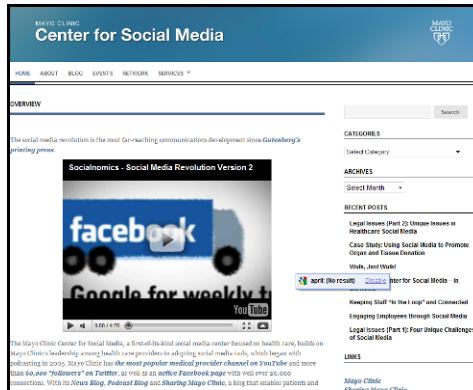 MAYO CLINIC
Center for Social Media
MAYO
CLINIC
HOME ABOUT BLOG EVENTS NETWORK SERVICES
OVERVIEW
Search
The social media revolution is the most far-reaching communications development since Gutenberg's
printing press.
Socialnomics - Social Media Revolution Version 2
facebook
Google for weekly t
YouTube
0:00 / 4:26
The Mayo Clinic Center for Social Media, a first-of-its-kind social media center focused on health care, builds on
Mayo Clinic's leadership among health care providers in adopting social media tools, which began with
podcasting in 2005. Mayo Clinic has the most popular medical provider channel on YouTube and more
than 60,000 "followers" on Twitter, as well as an active Facebook page with well over 20,000
connections. With its News Blog, Podcast Blog and Sharing Mayo Clinic, a blog that enables patients and
CATEGORIES
Select Category
ARCHIVES
Select Month
RECENT POSTS
Legal Issues (Part 2): Unique Issues in
Healthcare Social Media
Case Study: Using Social Media to Promote
Organ and Tissue Donation
Walk, Just Walk!
april: (No result) Disable
nter for Social Media – in
Keeping Staff "In the Loop" and Connected
Engaging Employees through Social Media
Legal Issues (Part 1): Four Unique Challenges
of Social Media
LINKS
Mayo Clinic
Sharing Mayo Clinic